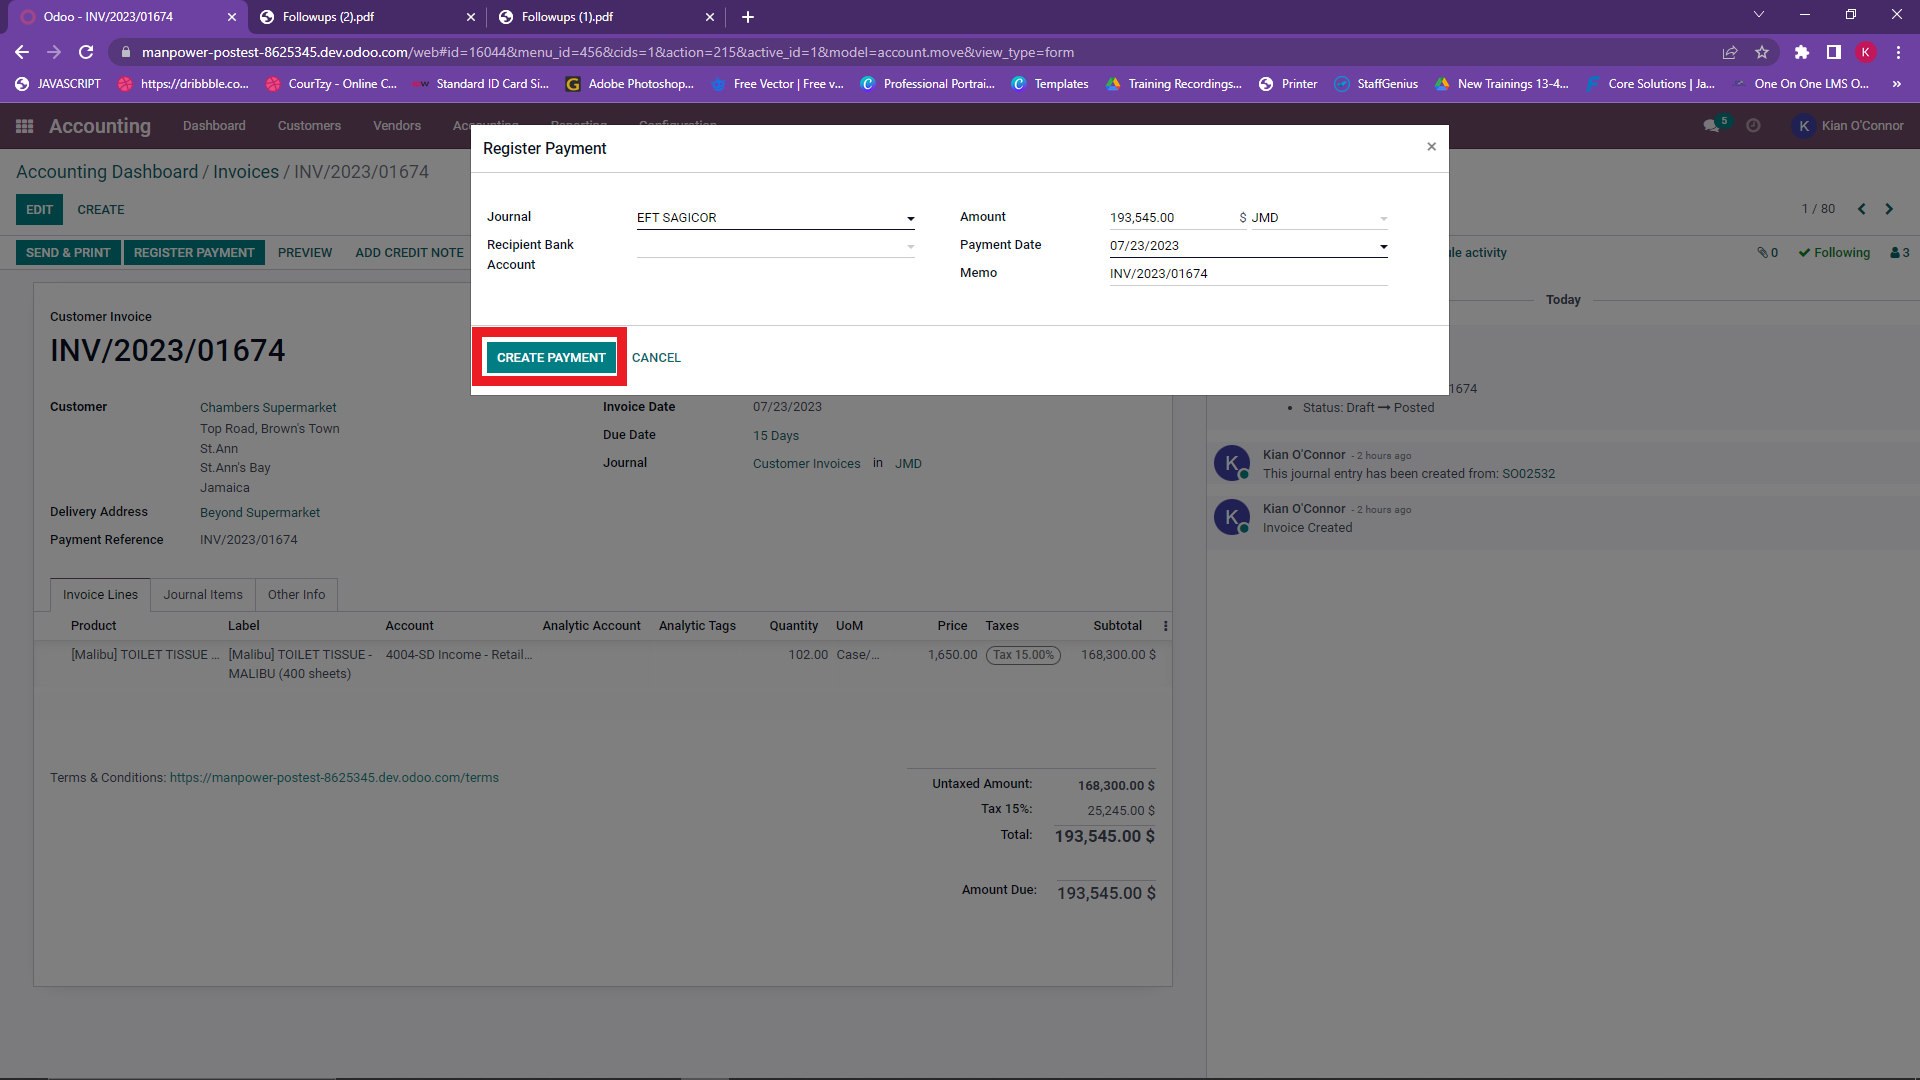 Odoo - INV/2023/01674
Followups (2).pdf
Followups (1).pdf
manpower-postest-8625345.dev.odoo.com/web#id=16044&menu_id=456&cids=1&action=215&active_id=1&model=account.move&view_type=form
K
JAVASCRIPT
https://dribbble.co...
CourTzy - Online C...
Standard ID Card Si...
Adobe Photoshop...
Free Vector | Free v...
Professional Portrai...
Templates
Training Recordings...
Printer
StaffGenius
New Trainings 13-4...
Core Solutions | Ja...
One On One LMS O...
»
Accounting
Dashboard
Customers
Vendors
Accounting
Reporting
Configuration
5
K
Kian O'Connor
Accounting Dashboard / Invoices / INV/2023/01674
EDIT
CREATE
1 / 80
SEND & PRINT
REGISTER PAYMENT
PREVIEW
ADD CREDIT NOTE
le activity
0
Following
3
Register Payment
×
Journal
EFT SAGICOR
Recipient Bank
Account
Amount
193,545.00
$
JMD
Payment Date
07/23/2023
Memo
INV/2023/01674
CREATE PAYMENT
CANCEL
Customer Invoice
INV/2023/01674
Customer
Chambers Supermarket
Top Road, Brown's Town
St.Ann
St.Ann's Bay
Jamaica
Delivery Address
Beyond Supermarket
Payment Reference
INV/2023/01674
Invoice Date
07/23/2023
Due Date
15 Days
Journal
Customer Invoices in JMD
Invoice Lines
Journal Items
Other Info
Product
Label
Account
Analytic Account
Analytic Tags
Quantity
UoM
Price
Taxes
Subtotal
[Malibu] TOILET TISSUE ...
[Malibu] TOILET TISSUE -
MALIBU (400 sheets)
4004-SD Income - Retail...
102.00
Case/...
1,650.00
Tax 15.00%
168,300.00 $
Terms & Conditions: https://manpower-postest-8625345.dev.odoo.com/terms
Untaxed Amount:
168,300.00 $
Tax 15%:
25,245.00 $
Total:
193,545.00 $
Amount Due:
193,545.00 $
Today
1674
• Status: Draft → Posted
K
Kian O'Connor - 2 hours ago
This journal entry has been created from: SO02532
K
Kian O'Connor - 2 hours ago
Invoice Created